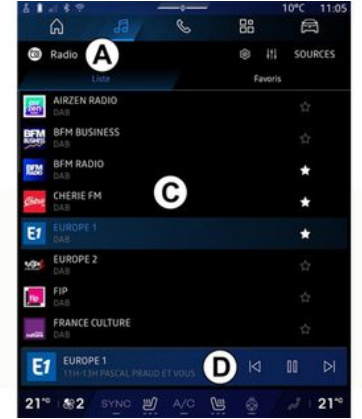 10°C 11:05
Radio A SOURCES
Liste Favoris
AIRZEN RADIO
DAB
BFM BUSINESS
DAB
BFM RADIO
DAB
C
CHERIE FM
DAB
E1 EUROPE 1
DAB
EUROPE 2
DAB
fip FIP
DAB
FRANCE CULTURE
DAB
E1 EUROPE 1 D
11H-13H PASCAL PRAUD ET VOUS
21° 2 SYNC A/C 21°